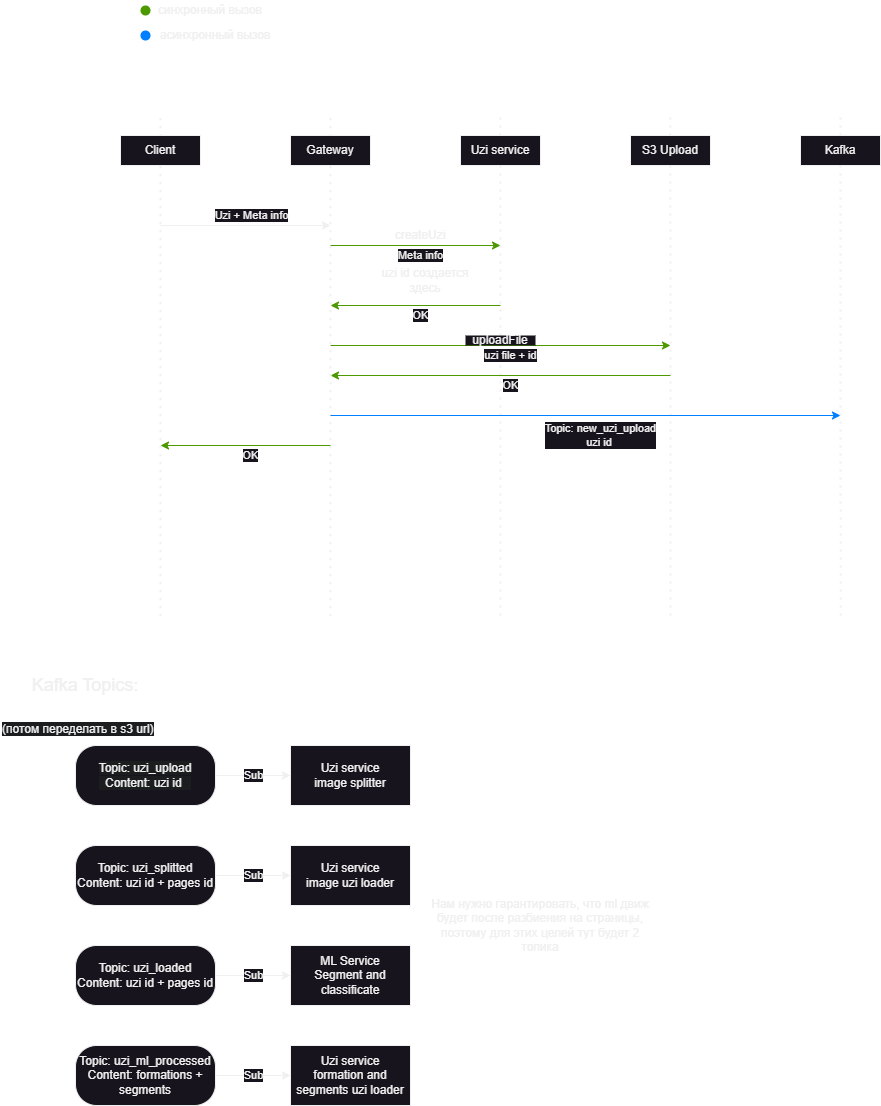 синхронный вызов
асинхронный вызов
Client
Gateway
Uzi service
S3 Upload
Kafka
Uzi + Meta info
createUzi
Meta info
uzi id создается
здесь
OK
uploadFile
uzi file + id
OK
Topic: new_uzi_upload
uzi id
OK
Kafka Topics:
(потом переделать в s3 url)
Topic: uzi_upload
Content: uzi id
Sub
Uzi service
image splitter
Topic: uzi_splitted
Content: uzi id + pages id
Sub
Uzi service
image uzi loader
Нам нужно гарантировать, что ml движ
будет после разбиения на страницы,
поэтому для этих целей тут будет 2
топика
Topic: uzi_loaded
Content: uzi id + pages id
Sub
ML Service
Segment and
classificate
Topic: uzi_ml_processed
Content: formations +
segments
Sub
Uzi service
formation and
segments uzi loader